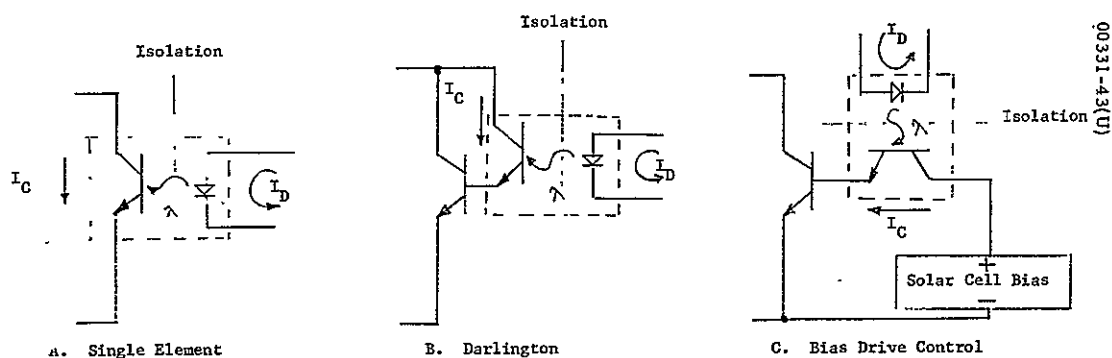 Isolation
I_C
λ
I_D
A. Single Element
Isolation
I_C
λ
I_D
B. Darlington
I_D
λ
Isolation
I_C
+
Solar Cell Bias
−
C. Bias Drive Control
00331-43(U)